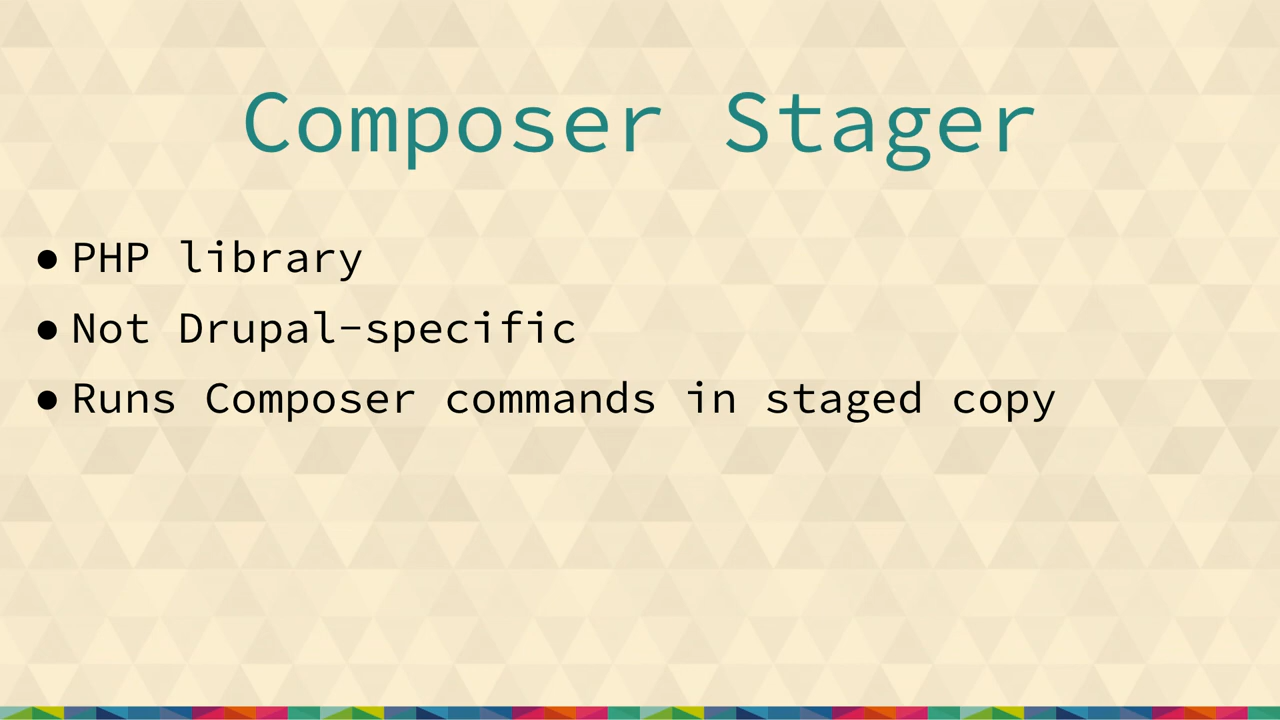 Composer Stager
● PHP library
● Not Drupal-specific
● Runs Composer commands in staged copy